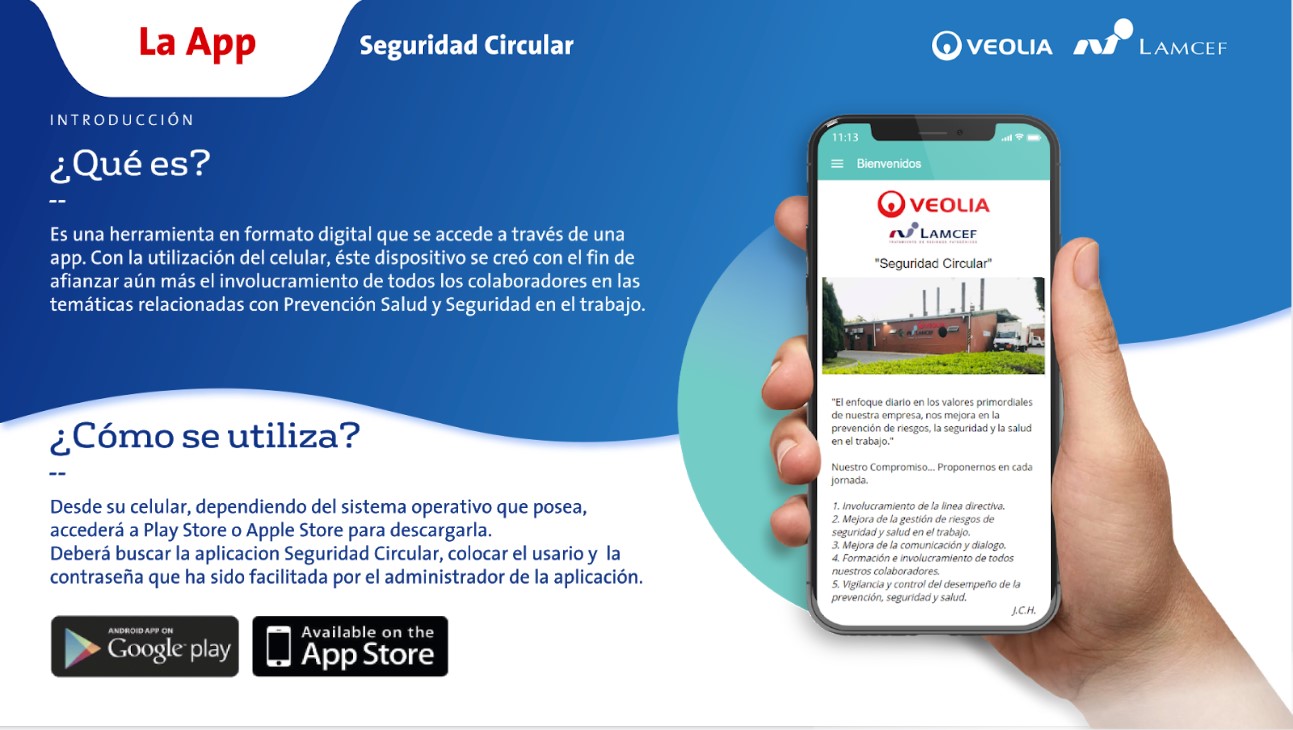 La App
Seguridad Circular
VEOLIA
LAMCEF
INTRODUCCIÓN
¿Qué es?
--
Es una herramienta en formato digital que se accede a través de una
app. Con la utilización del celular, éste dispositivo se creó con el fin de
afianzar aún más el involucramiento de todos los colaboradores en las
temáticas relacionadas con Prevención Salud y Seguridad en el trabajo.
¿Cómo se utiliza?
--
Desde su celular, dependiendo del sistema operativo que posea,
accederá a Play Store o Apple Store para descargarla.
Deberá buscar la aplicacion Seguridad Circular, colocar el usario y la
contraseña que ha sido facilitada por el administrador de la aplicación.
ANDROID APP ON
Google play
Available on the
App Store
11:13
Bienvenidos
VEOLIA
LAMCEF
"Seguridad Circular"
"El enfoque diario en los valores primordiales
de nuestra empresa, nos mejora en la
prevención de riesgos, la seguridad y la salud
en el trabajo."
Nuestro Compromiso... Proponernos en cada
jornada.
1. Involucramiento de la linea directiva.
2. Mejora de la gestión de riesgos de
seguridad y salud en el trabajo.
3. Mejora de la comunicación y dialogo.
4. Formación e involucramiento de todos
nuestros colaboradores.
5. Vigilancia y control del desempeño de la
prevención, seguridad y salud.
J.C.H.